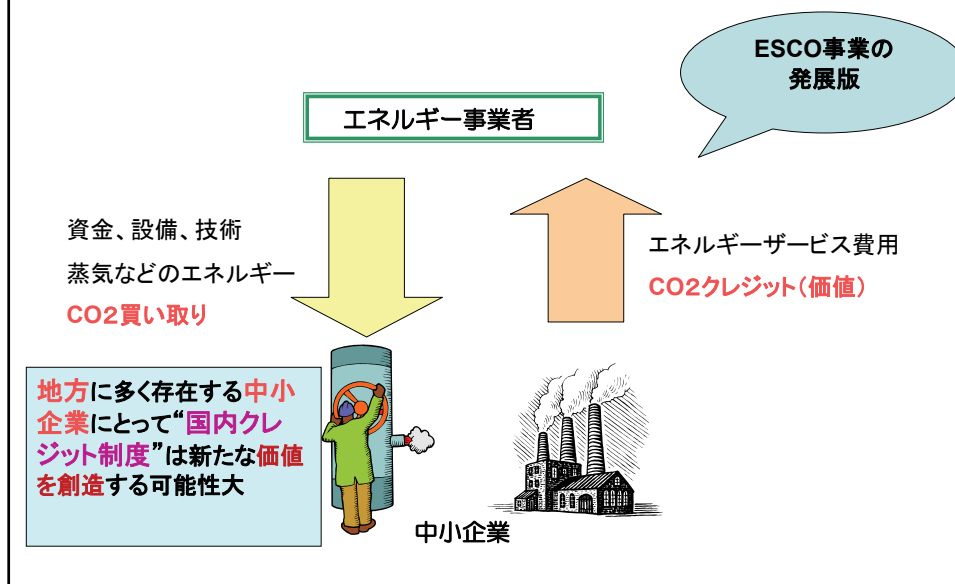 ESCO事業の
発展版
エネルギー事業者
資金、設備、技術
蒸気などのエネルギー
CO2買い取り
エネルギーサービス費用
CO2クレジット(価値)
地方に多く存在する中小
企業にとって“国内クレ
ジット制度”は新たな価値
を創造する可能性大
中小企業